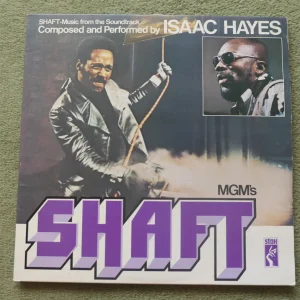 SHAFT-Music from the Soundtrack
Composed and Performed by ISAAC HAYES
MGM's
SHAFT
STAX